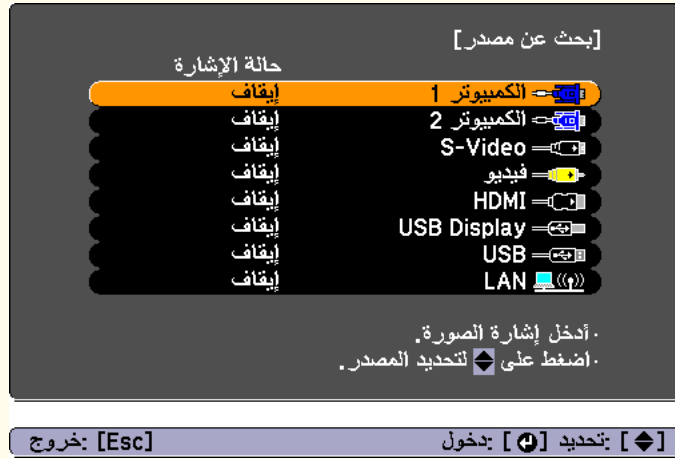 [بحث عن مصدر]
حالة الإشارة
الكمبيوتر 1 إيقاف
الكمبيوتر 2 إيقاف
S-Video إيقاف
فيديو إيقاف
HDMI إيقاف
USB Display إيقاف
USB إيقاف
LAN إيقاف
·أدخل إشارة الصورة.
·اضغط على لتحديد المصدر.
[ ] :تحديد [ ] :دخول [Esc] :خروج